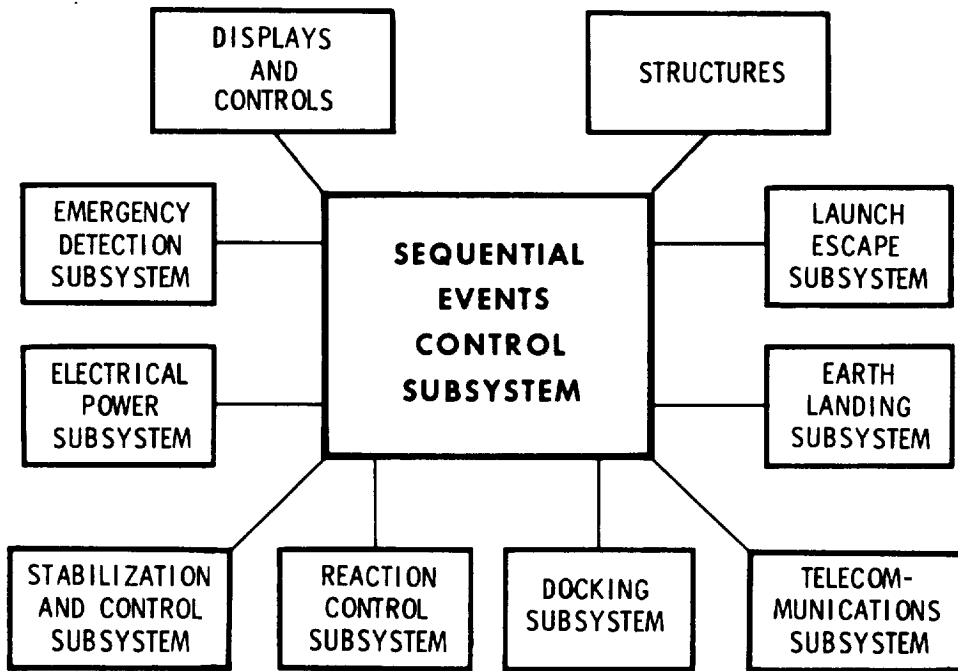 DISPLAYS
AND
CONTROLS
STRUCTURES
EMERGENCY
DETECTION
SUBSYSTEM
SEQUENTIAL
EVENTS
CONTROL
SUBSYSTEM
LAUNCH
ESCAPE
SUBSYSTEM
ELECTRICAL
POWER
SUBSYSTEM
EARTH
LANDING
SUBSYSTEM
STABILIZATION
AND CONTROL
SUBSYSTEM
REACTION
CONTROL
SUBSYSTEM
DOCKING
SUBSYSTEM
TELECOM-
MUNICATIONS
SUBSYSTEM